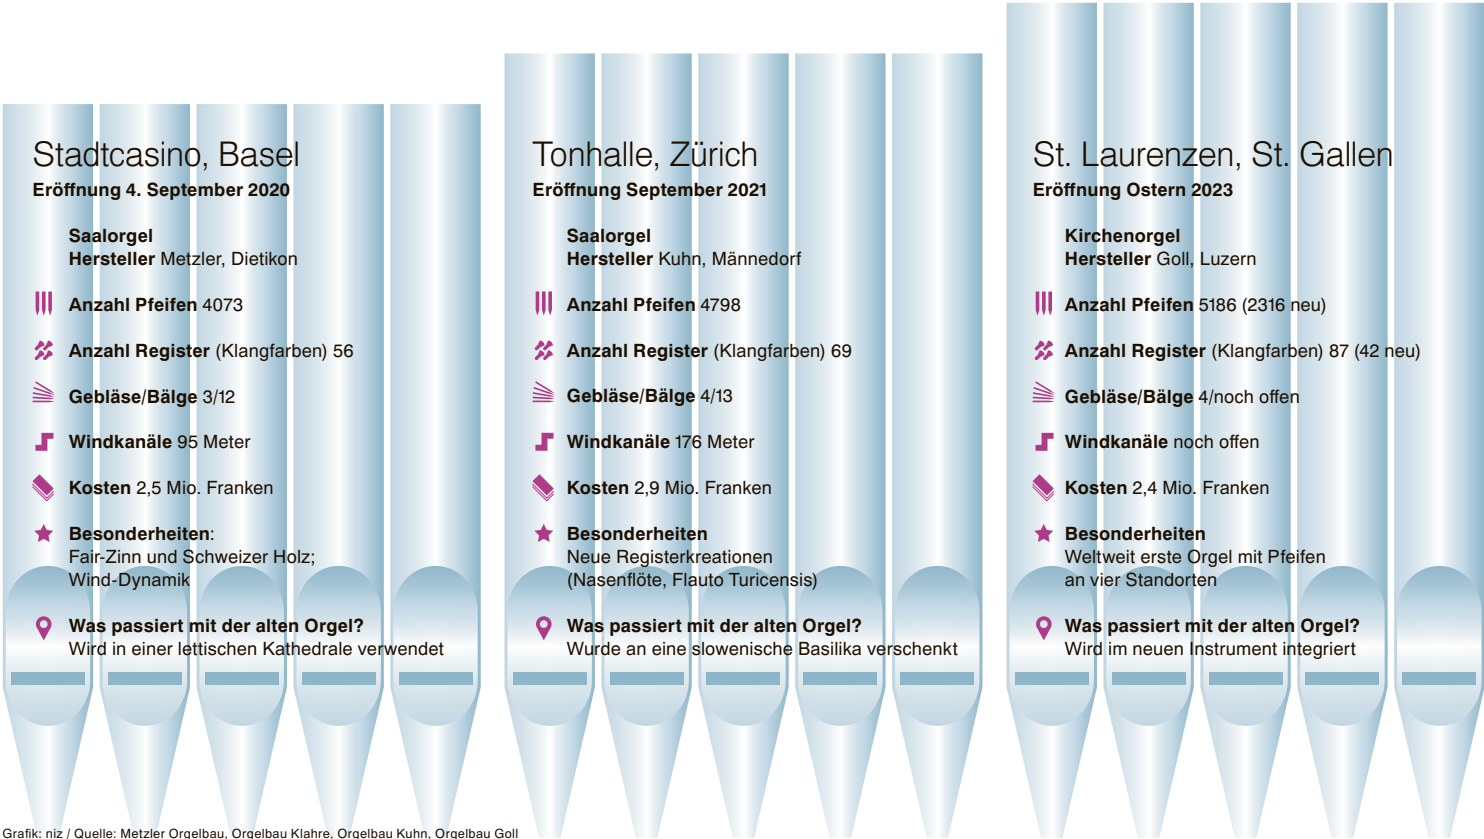 Stadtcasino, Basel
Eröffnung 4. September 2020
Saalorgel
Hersteller Metzler, Dietikon
Anzahl Pfeifen 4073
Anzahl Register (Klangfarben) 56
Gebläse/Bälge 3/12
Windkanäle 95 Meter
Kosten 2,5 Mio. Franken
Besonderheiten:
Fair-Zinn und Schweizer Holz;
Wind-Dynamik
Was passiert mit der alten Orgel?
Wird in einer lettischen Kathedrale verwendet
Tonhalle, Zürich
Eröffnung September 2021
Saalorgel
Hersteller Kuhn, Männedorf
Anzahl Pfeifen 4798
Anzahl Register (Klangfarben) 69
Gebläse/Bälge 4/13
Windkanäle 176 Meter
Kosten 2,9 Mio. Franken
Besonderheiten
Neue Registerkreationen
(Nasenflöte, Flauto Turicensis)
Was passiert mit der alten Orgel?
Wurde an eine slowenische Basilika verschenkt
St. Laurenzen, St. Gallen
Eröffnung Ostern 2023
Kirchenorgel
Hersteller Goll, Luzern
Anzahl Pfeifen 5186 (2316 neu)
Anzahl Register (Klangfarben) 87 (42 neu)
Gebläse/Bälge 4/noch offen
Windkanäle noch offen
Kosten 2,4 Mio. Franken
Besonderheiten
Weltweit erste Orgel mit Pfeifen
an vier Standorten
Was passiert mit der alten Orgel?
Wird im neuen Instrument integriert
Grafik: niz / Quelle: Metzler Orgelbau, Orgelbau Klahre, Orgelbau Kuhn, Orgelbau Goll